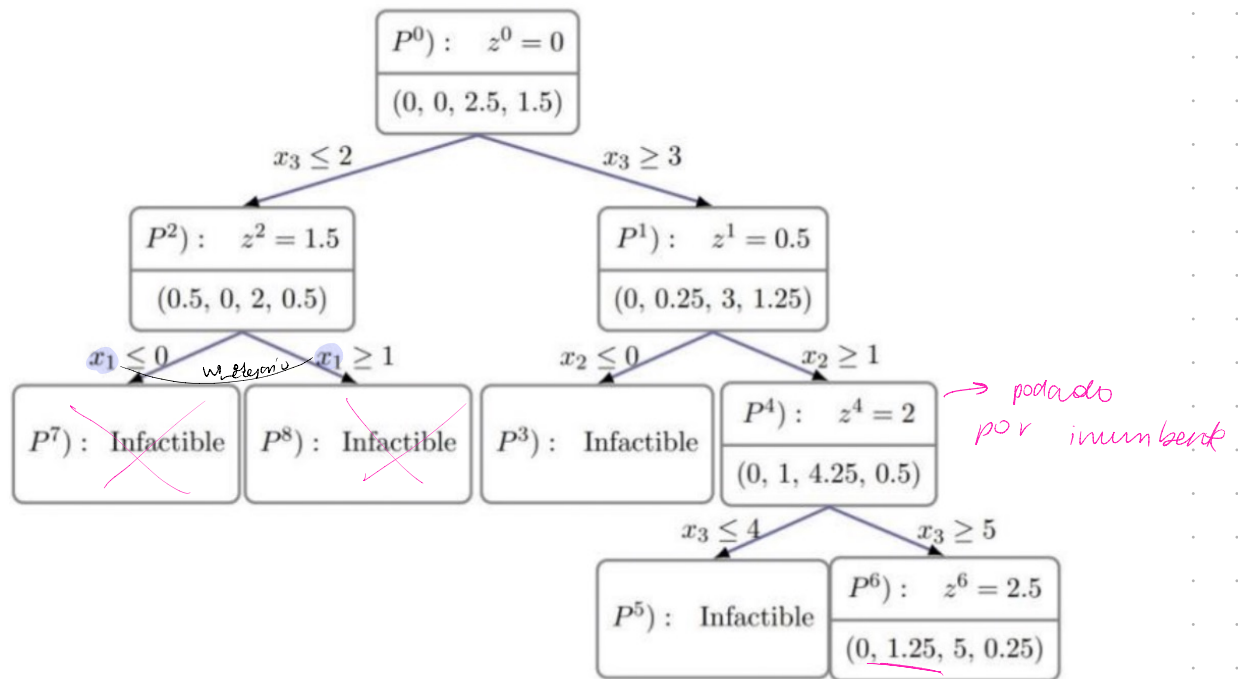 P⁰) : z⁰ = 0
(0, 0, 2.5, 1.5)
x₃ ≤ 2
x₃ ≥ 3
P²) : z² = 1.5
(0.5, 0, 2, 0.5)
P¹) : z¹ = 0.5
(0, 0.25, 3, 1.25)
x₁ ≤ 0
x₁ ≥ 1
x₂ ≤ 0
x₂ ≥ 1
P⁷) : Infactible
P⁸) : Infactible
P³) : Infactible
P⁴) : z⁴ = 2
(0, 1, 4.25, 0.5)
→ podado
por
x₃ ≤ 4
x₃ ≥ 5
P⁵) : Infactible
P⁶) : z⁶ = 2.5
(0, 1.25, 5, 0.25)